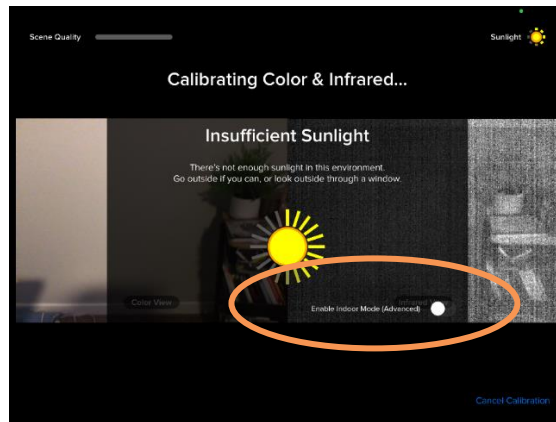 Scene Quality
Sunlight
Calibrating Color & Infrared...
Insufficient Sunlight
There's not enough sunlight in this environment.
Go outside if you can, or look outside through a window.
Color View
Infrared
Enable Indoor Mode (Advanced)
Cancel Calibration